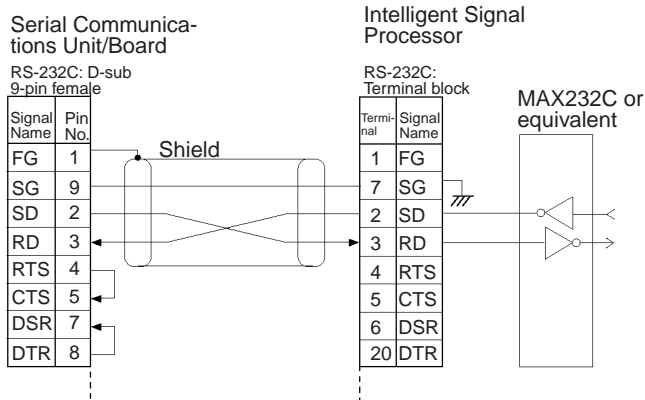 Serial Communica-
tions Unit/Board
RS-232C: D-sub
9-pin female
Signal Name Pin No.
FG 1
SG 9
SD 2
RD 3
RTS 4
CTS 5
DSR 7
DTR 8
Shield
Intelligent Signal
Processor
RS-232C:
Terminal block
Termi-
nal Signal
Name
1 FG
7 SG
2 SD
3 RD
4 RTS
5 CTS
6 DSR
20 DTR
MAX232C or
equivalent